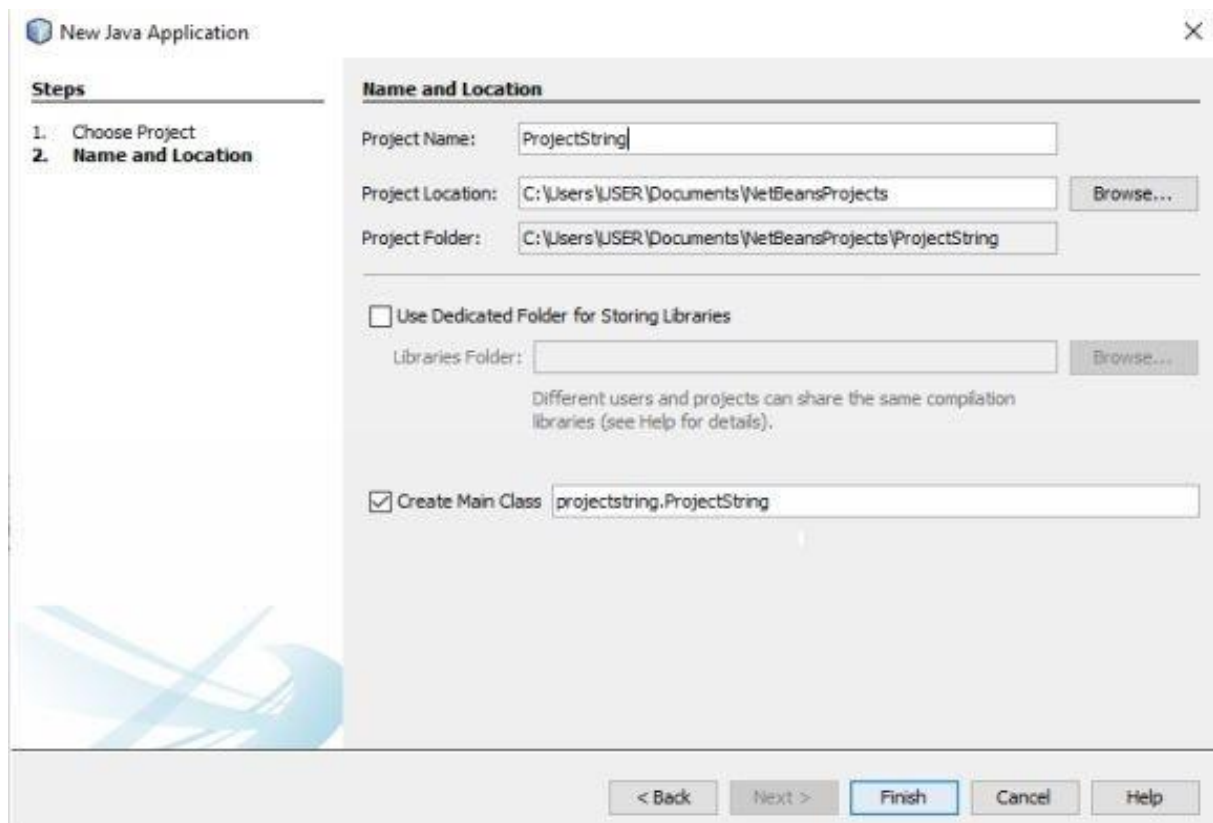 New Java Application
Steps
1. Choose Project
2. Name and Location
Name and Location
Project Name: ProjectString
Project Location: C:\Users\USER\Documents\NetBeansProjects Browse...
Project Folder: C:\Users\USER\Documents\NetBeansProjects\ProjectString
Use Dedicated Folder for Storing Libraries
Libraries Folder: Browse...
Different users and projects can share the same compilation
libraries (see Help for details).
Create Main Class projectstring.ProjectString
< Back Next > Finish Cancel Help